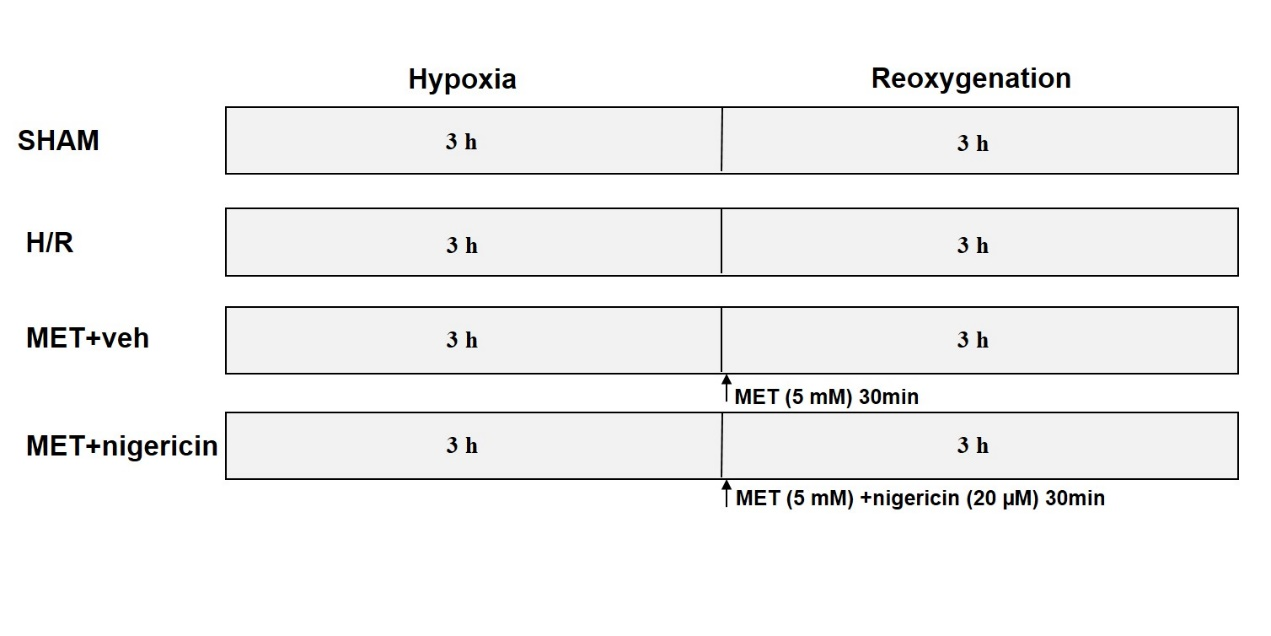 Hypoxia Reoxygenation
SHAM 3 h 3 h
H/R 3 h 3 h
MET+veh 3 h 3 h
MET (5 mM) 30min
MET+nigericin 3 h 3 h
MET (5 mM) +nigericin (20 μM) 30min